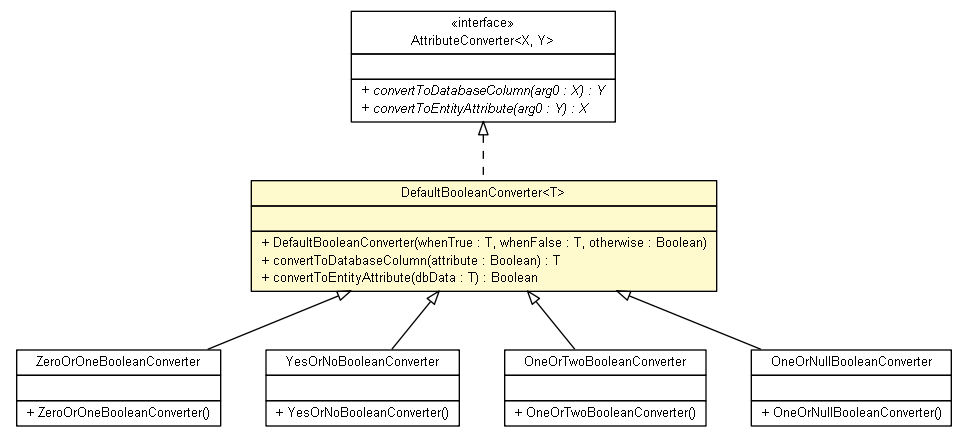 «interface»
AttributeConverter<X, Y>
+ convertToDatabaseColumn(arg0 : X) : Y
+ convertToEntityAttribute(arg0 : Y) : X
DefaultBooleanConverter<T>
+ DefaultBooleanConverter(whenTrue : T, whenFalse : T, otherwise : Boolean)
+ convertToDatabaseColumn(attribute : Boolean) : T
+ convertToEntityAttribute(dbData : T) : Boolean
ZeroOrOneBooleanConverter
+ ZeroOrOneBooleanConverter()
YesOrNoBooleanConverter
+ YesOrNoBooleanConverter()
OneOrTwoBooleanConverter
+ OneOrTwoBooleanConverter()
OneOrNullBooleanConverter
+ OneOrNullBooleanConverter()